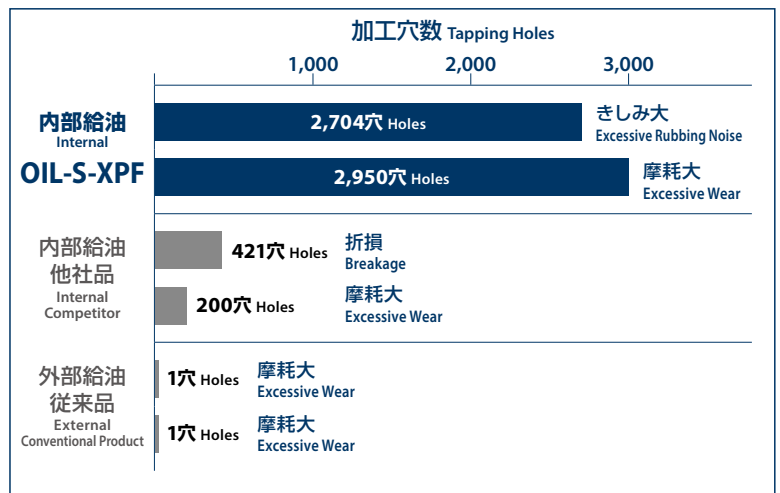 加工穴数 Tapping Holes
1,000 2,000 3,000
内部給油
Internal
OIL-S-XPF
2,704穴 Holes
きしみ大
Excessive Rubbing Noise
2,950穴 Holes
摩耗大
Excessive Wear
内部給油
他社品
Internal
Competitor
421穴 Holes
折損
Breakage
200穴 Holes
摩耗大
Excessive Wear
外部給油
従来品
External
Conventional Product
1穴 Holes
摩耗大
Excessive Wear
1穴 Holes
摩耗大
Excessive Wear